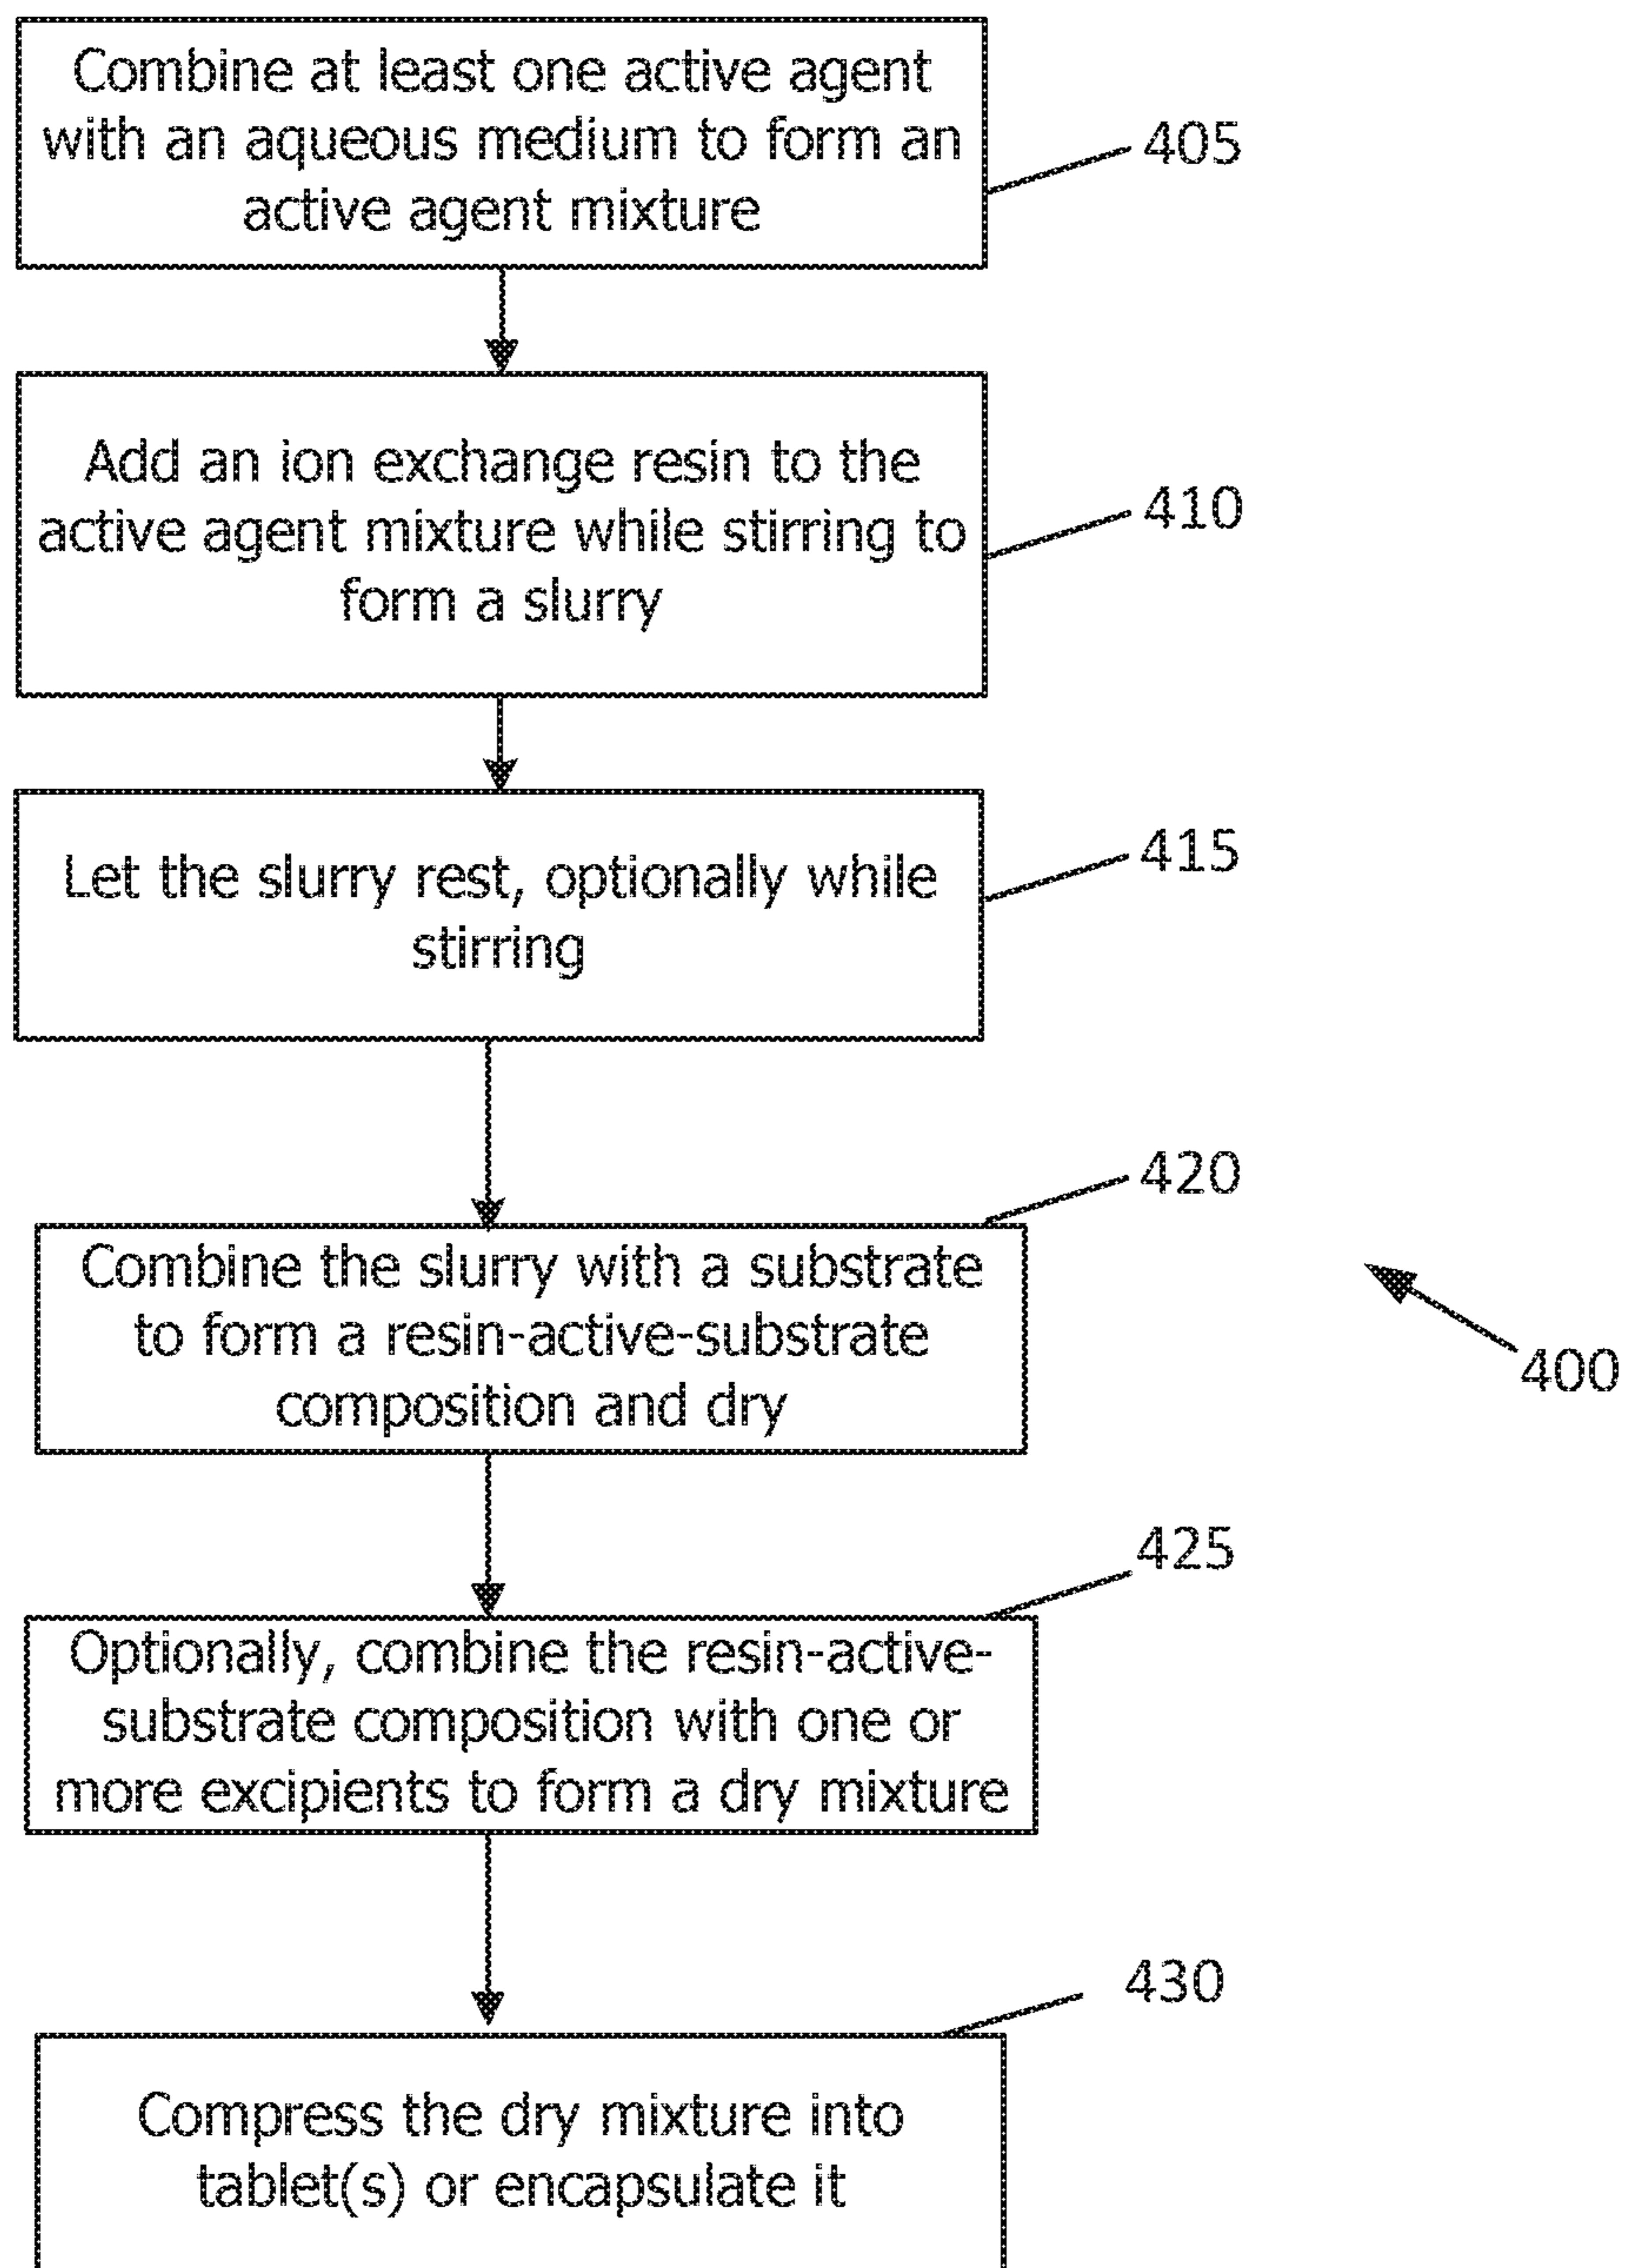 Combine at least one active agent
with an aqueous medium to form an
active agent mixture
405
Add an ion exchange resin to the
active agent mixture while stirring to
form a slurry
410
Let the slurry rest, optionally while
stirring
415
420
Combine the slurry with a substrate
to form a resin-active-substrate
composition and dry
400
425
Optionally, combine the resin-active-
substrate composition with one or
more excipients to form a dry mixture
430
Compress the dry mixture into
tablet(s) or encapsulate it